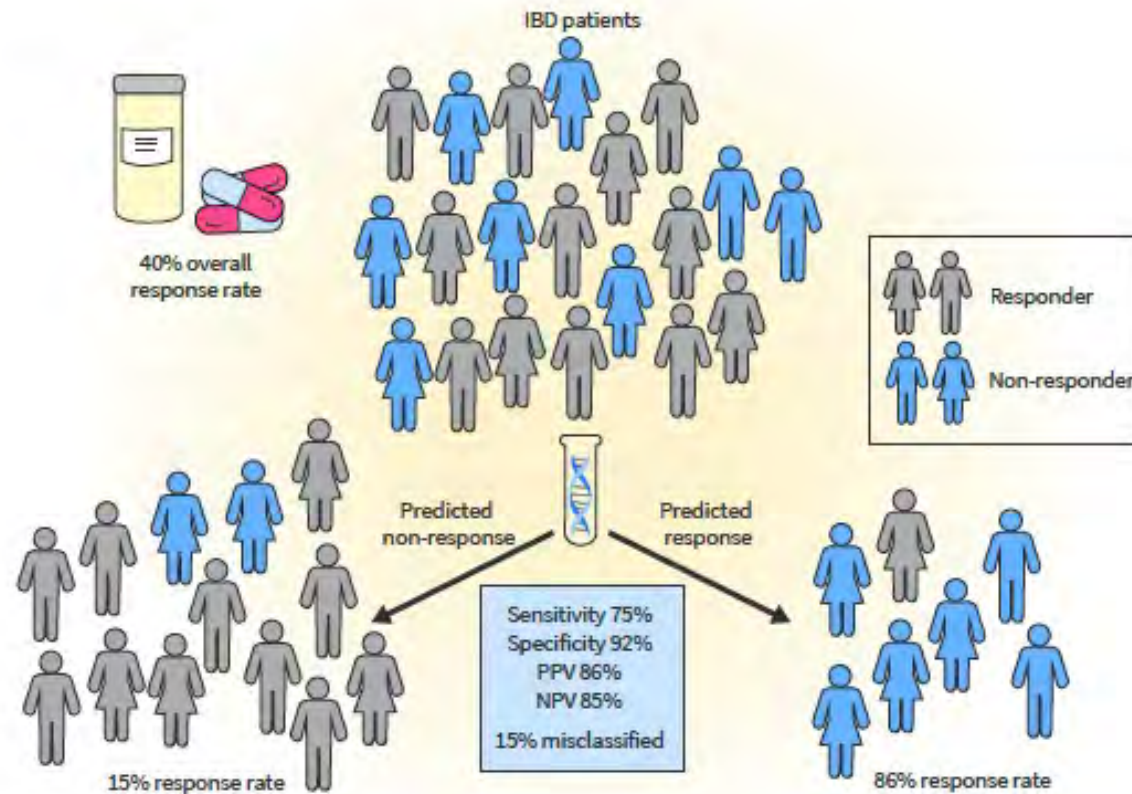 IBD patients
40% overall
response rate
Responder
Non-responder
Predicted
non-response
Predicted
response
Sensitivity 75%
Specificity 92%
PPV 86%
NPV 85%
15% misclassified
15% response rate
86% response rate